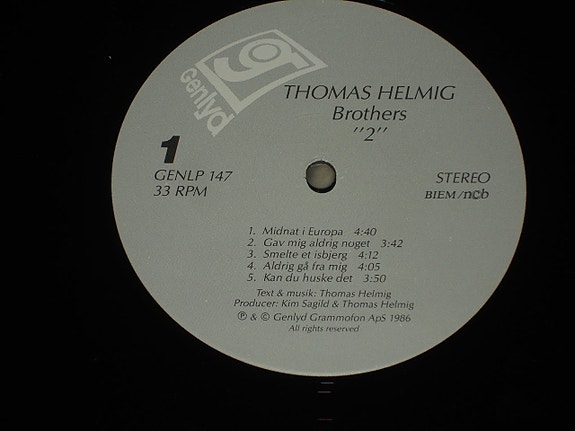 g
Genlyd
THOMAS HELMIG
Brothers
"2"
1
GENLP 147
33 RPM
STEREO
BIEM/ncb
1. Midnat i Europa 4:40
2. Gav mig aldrig noget 3:42
3. Smelte et isbjerg 4:12
4. Aldrig gå fra mig 4:05
5. Kan du huske det 3:50
Text & musik: Thomas Helmig
Producer: Kim Sagild & Thomas Helmig
℗ & © Genlyd Grammofon ApS 1986
All rights reserved